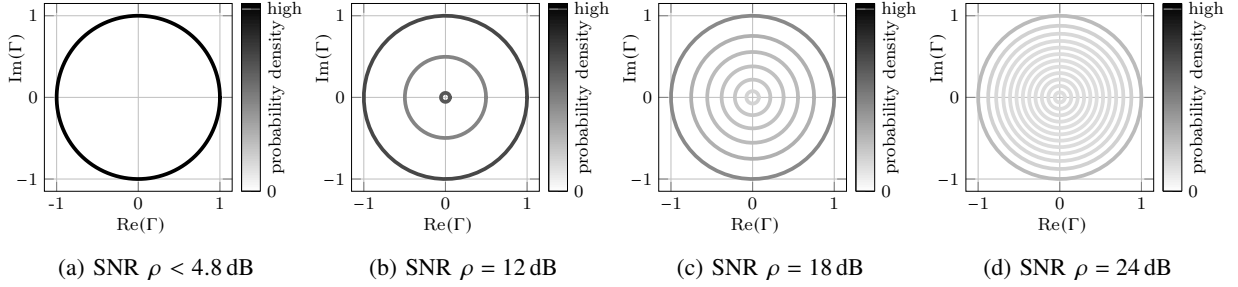 1
0
−1
-1
0
1
Re(Γ)
Im(Γ)
high
0
probability density
1
0
−1
-1
0
1
Re(Γ)
Im(Γ)
high
0
probability density
1
0
−1
-1
0
1
Re(Γ)
Im(Γ)
high
0
probability density
1
0
−1
-1
0
1
Re(Γ)
Im(Γ)
high
0
probability density
(a) SNR ρ < 4.8 dB
(b) SNR ρ = 12 dB
(c) SNR ρ = 18 dB
(d) SNR ρ = 24 dB